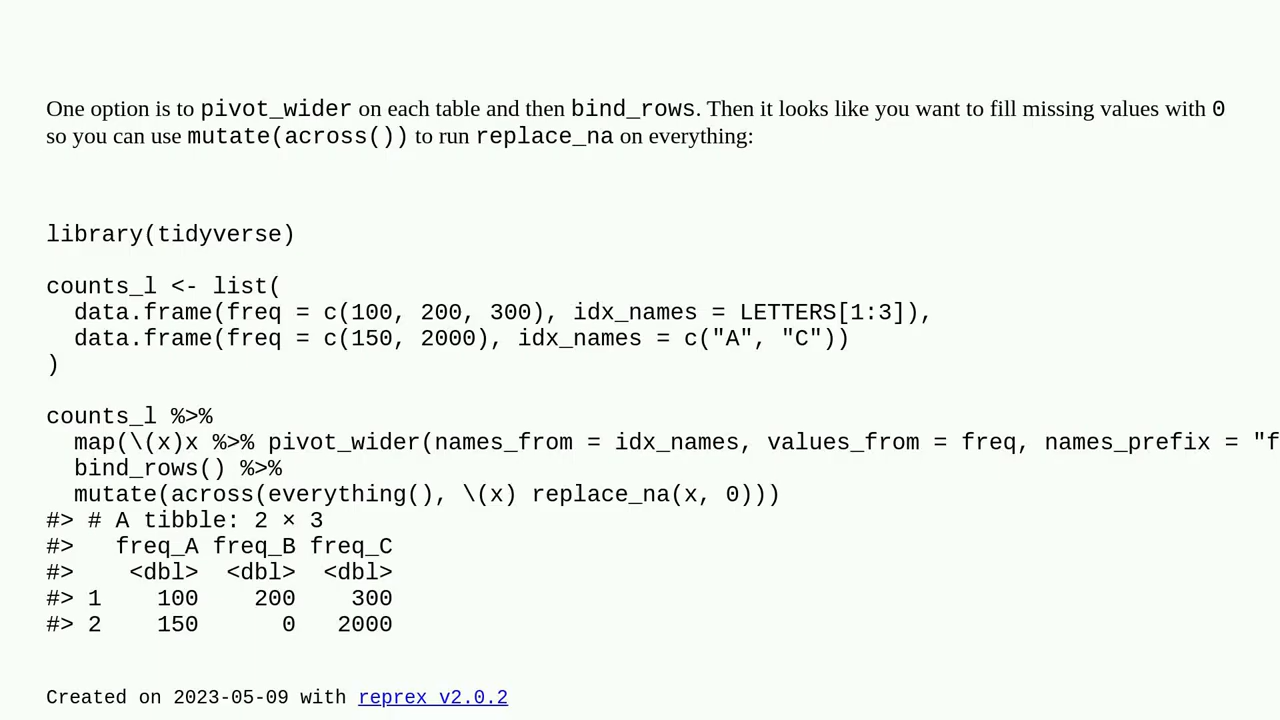 One option is to pivot_wider on each table and then bind_rows. Then it looks like you want to fill missing values with 0
so you can use mutate(across()) to run replace_na on everything:
library(tidyverse)
counts_l <- list(
  data.frame(freq = c(100, 200, 300), idx_names = LETTERS[1:3]),
  data.frame(freq = c(150, 2000), idx_names = c("A", "C"))
)
counts_l %>%
  map(\(x)x %>% pivot_wider(names_from = idx_names, values_from = freq, names_prefix = "f
  bind_rows() %>%
  mutate(across(everything(), \(x) replace_na(x, 0)))
#> # A tibble: 2 × 3
#>   freq_A freq_B freq_C
#>    <dbl>  <dbl>  <dbl>
#> 1    100    200    300
#> 2    150      0   2000
Created on 2023-05-09 with reprex v2.0.2